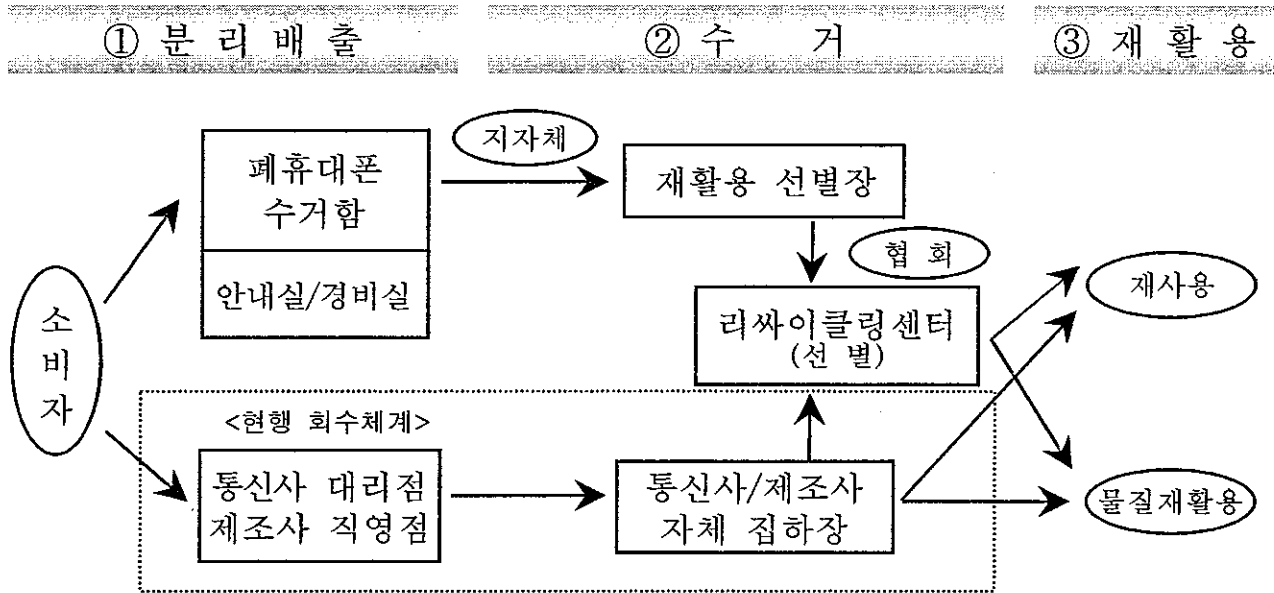 ① 분 리 배 출
② 수 거
③ 재 활 용
지자체
폐휴대폰
수거함
안내실/경비실
재활용 선별장
협 회
소
비
자
리싸이클링센터
(선 별)
재사용
<현행 회수체계>
통신사 대리점
제조사 직영점
통신사/제조사
자체 집하장
물질재활용